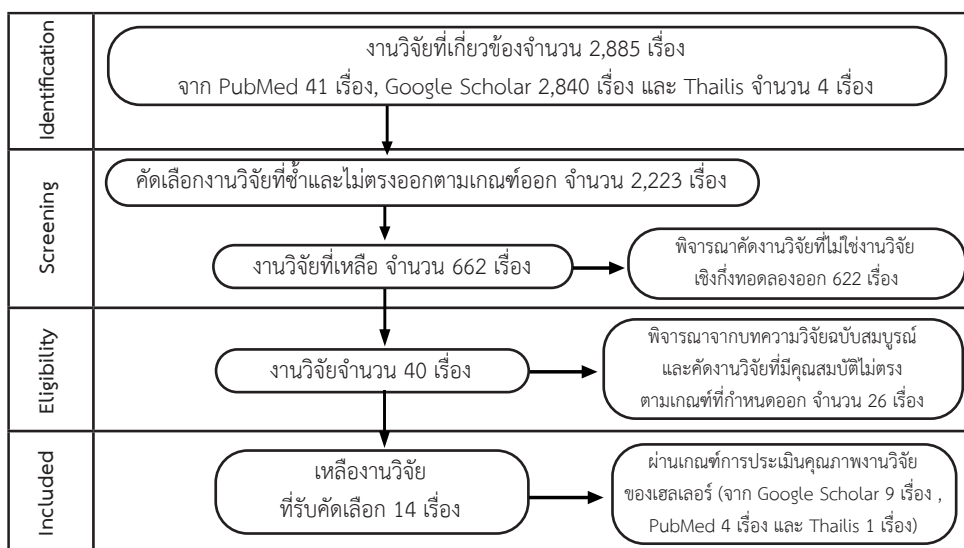 Identification
งานวิจัยที่เกี่ยวข้องจำนวน 2,885 เรื่อง
จาก PubMed 41 เรื่อง, Google Scholar 2,840 เรื่อง และ Thailis จำนวน 4 เรื่อง
Screening
คัดเลือกงานวิจัยที่ซ้ำและไม่ตรงออกตามเกณฑ์ออก จำนวน 2,223 เรื่อง
งานวิจัยที่เหลือ จำนวน 662 เรื่อง
พิจารณาคัดงานวิจัยที่ไม่ใช่งานวิจัย
เชิงกึ่งทอดลองออก 622 เรื่อง
Eligibility
งานวิจัยจำนวน 40 เรื่อง
พิจารณาจากบทความวิจัยฉบับสมบูรณ์
และคัดงานวิจัยที่มีคุณสมบัติไม่ตรง
ตามเกณฑ์ที่กำหนดออก จำนวน 26 เรื่อง
Included
เหลืองานวิจัย
ที่รับคัดเลือก 14 เรื่อง
ผ่านเกณฑ์การประเมินคุณภาพงานวิจัย
ของเฮลเลอร์ (จาก Google Scholar 9 เรื่อง ,
PubMed 4 เรื่อง และ Thailis 1 เรื่อง)